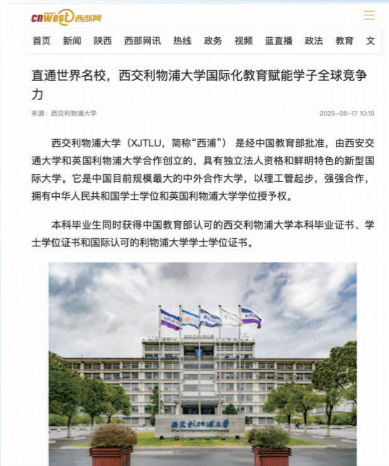 cnwest西部网
首页 新闻 陕西 西部网讯 热线 政务 视频 蓝直播 政法 教育 文
直通世界名校，西交利物浦大学国际化教育赋能学子全球竞争
力
来源：西交利物浦大学 2025-06-17 10:15
西交利物浦大学（XJTLU，简称“西浦”） 是经中国教育部批准，由西安交
通大学和英国利物浦大学合作创立的，具有独立法人资格和鲜明特色的新型国
际大学。它是中国目前规模最大的中外合作大学，以理工管起步，强强合作，
拥有中华人民共和国学士学位和英国利物浦大学学位授予权。
本科毕业生同时获得中国教育部认可的西交利物浦大学本科毕业证书、学
士学位证书和国际认可的利物浦大学学士学位证书。
西交利物浦大学